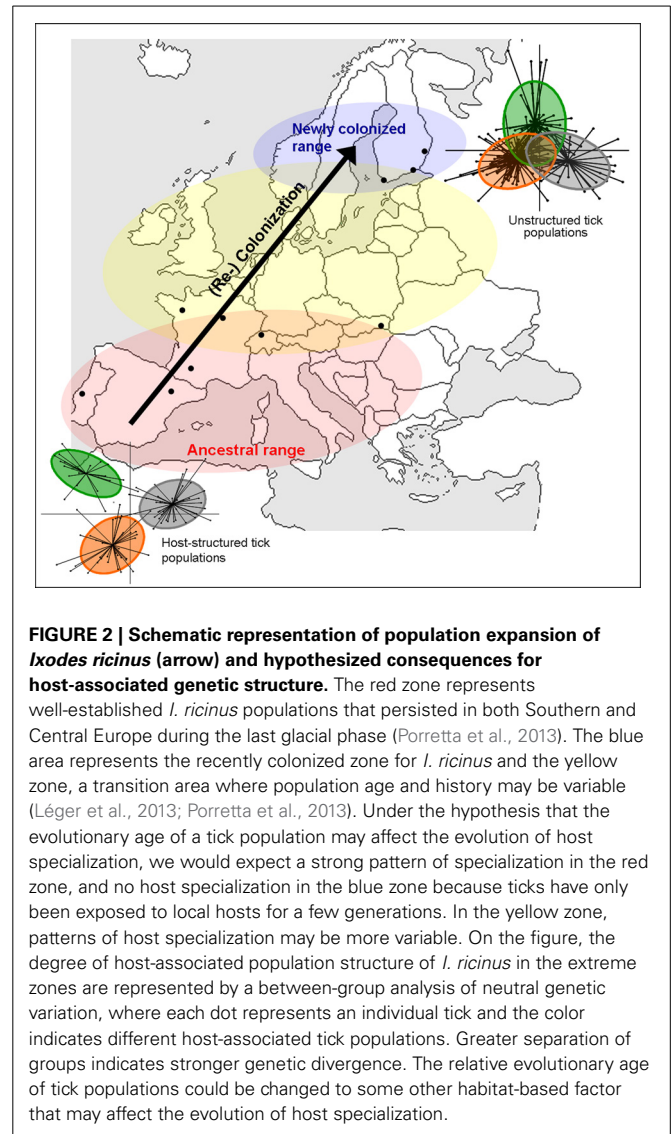 Newly colonized
range
Unstructured tick
populations
(Re-) Colonization
Ancestral range
Host-structured tick
populations
FIGURE 2 | Schematic representation of population expansion of
Ixodes ricinus (arrow) and hypothesized consequences for
host-associated genetic structure. The red zone represents
well-established I. ricinus populations that persisted in both Southern and
Central Europe during the last glacial phase (Porretta et al., 2013). The blue
area represents the recently colonized zone for I. ricinus and the yellow
zone, a transition area where population age and history may be variable
(Léger et al., 2013; Porretta et al., 2013). Under the hypothesis that the
evolutionary age of a tick population may affect the evolution of host
specialization, we would expect a strong pattern of specialization in the red
zone, and no host specialization in the blue zone because ticks have only
been exposed to local hosts for a few generations. In the yellow zone,
patterns of host specialization may be more variable. On the figure, the
degree of host-associated population structure of I. ricinus in the extreme
zones are represented by a between-group analysis of neutral genetic
variation, where each dot represents an individual tick and the color
indicates different host-associated tick populations. Greater separation of
groups indicates stronger genetic divergence. The relative evolutionary age
of tick populations could be changed to some other habitat-based factor
that may affect the evolution of host specialization.